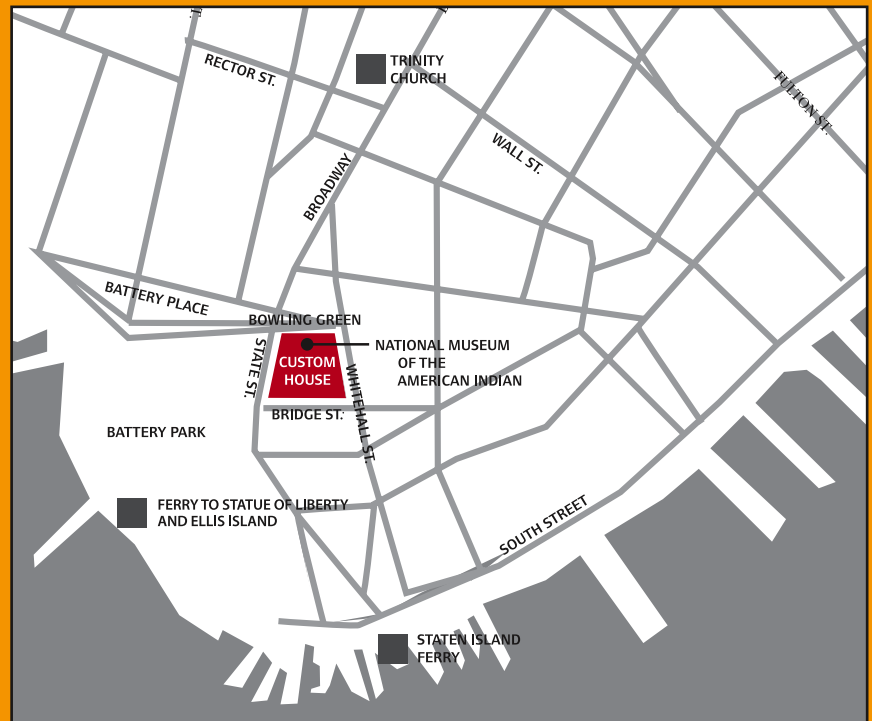 T.
RECTOR ST.
TRINITY
CHURCH
FULTON ST.
WALL ST.
BROADWAY
BATTERY PLACE
BOWLING GREEN
STATE ST.
CUSTOM
HOUSE
NATIONAL MUSEUM
OF THE
AMERICAN INDIAN
WHITEHALL ST.
BRIDGE ST.
BATTERY PARK
FERRY TO STATUE OF LIBERTY
AND ELLIS ISLAND
SOUTH STREET
STATEN ISLAND
FERRY